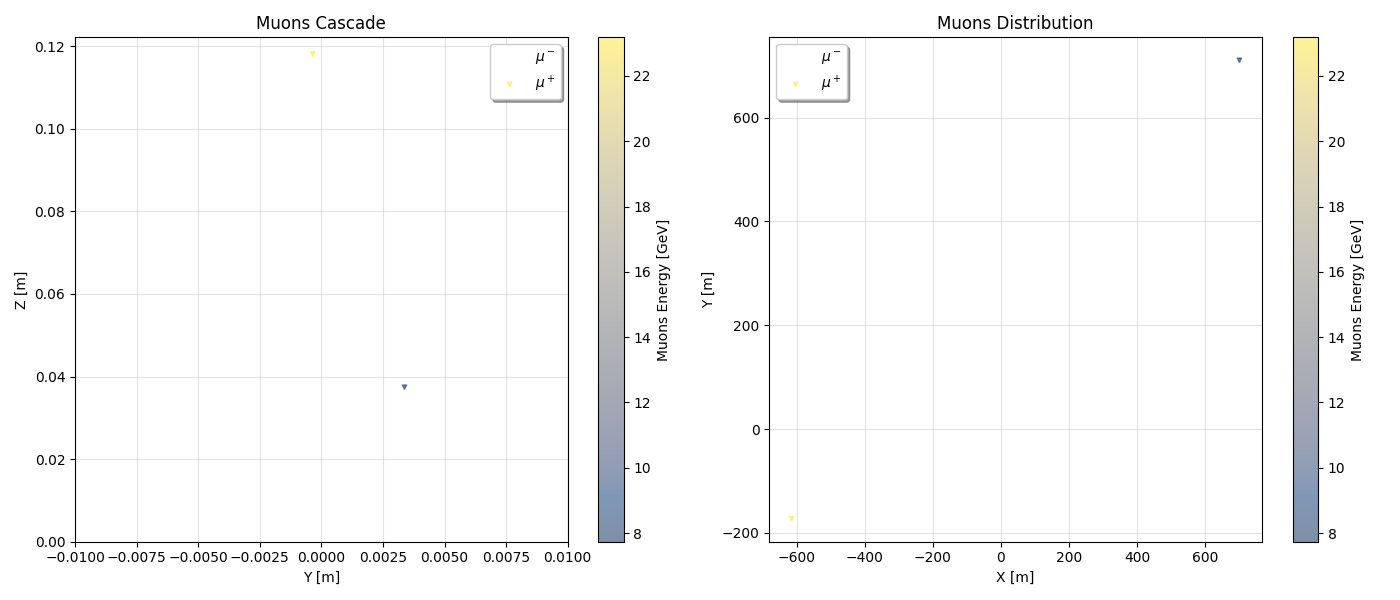 Muons Cascade
0.12
0.10
0.08
0.06
0.04
0.02
0.00
Z [m]
−0.0100 −0.0075 −0.0050 −0.0025 0.0000 0.0025 0.0050 0.0075 0.0100
Y [m]
μ−
μ+
22
20
18
16
14
12
10
8
Muons Energy [GeV]
Muons Distribution
600
400
200
0
−200
Y [m]
−600 −400 −200 0 200 400 600
X [m]
μ−
μ+
22
20
18
16
14
12
10
8
Muons Energy [GeV]